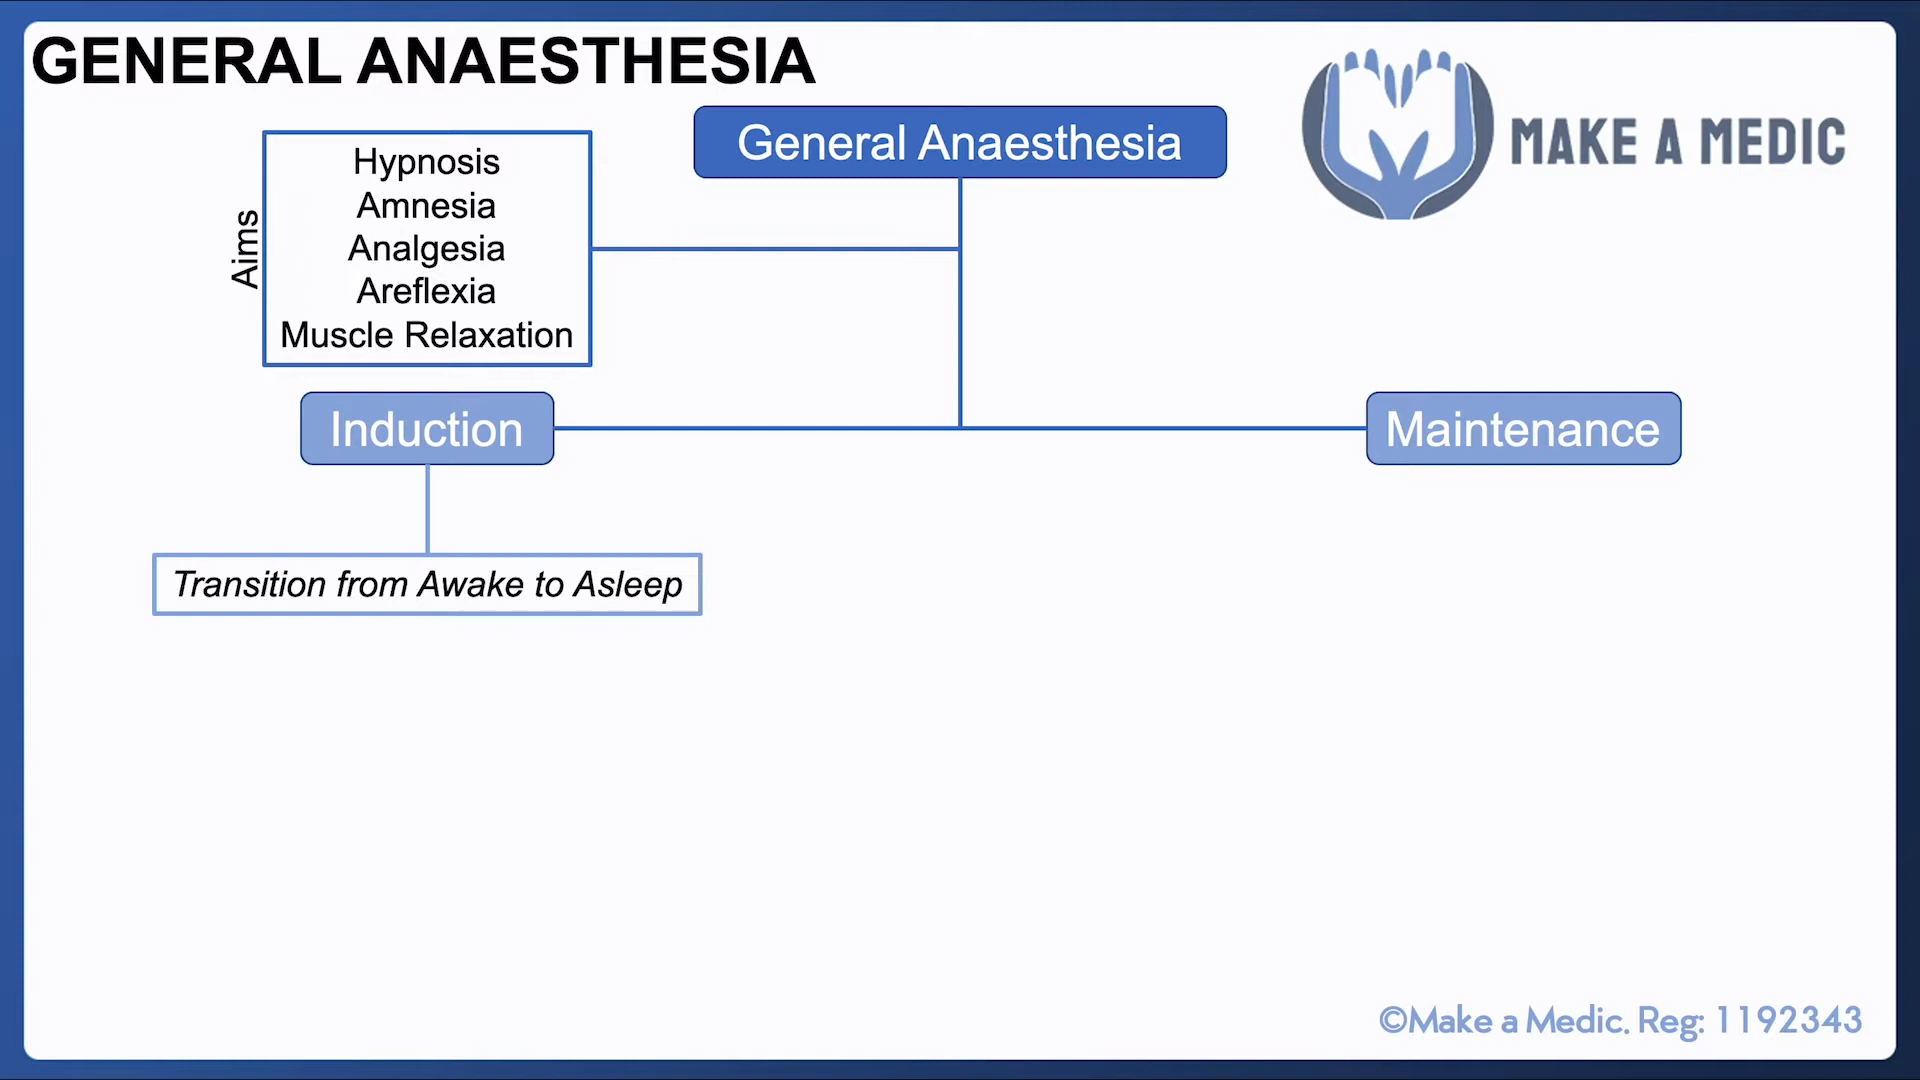 GENERAL ANAESTHESIA
General Anaesthesia
MAKE A MEDIC
Aims
Hypnosis
Amnesia
Analgesia
Areflexia
Muscle Relaxation
Induction
Maintenance
Transition from Awake to Asleep
©Make a Medic. Reg: 1192343